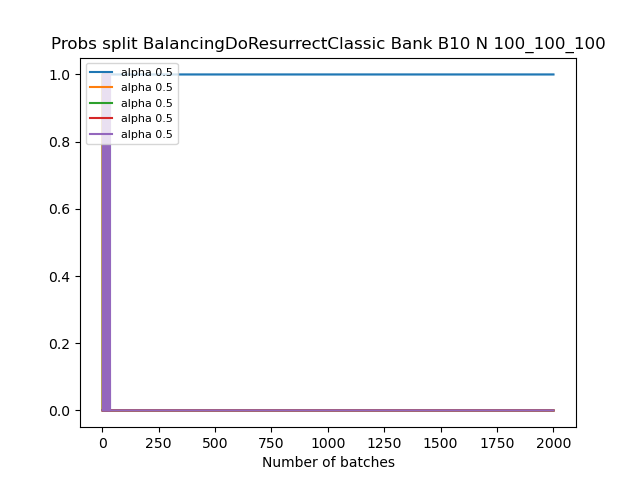 Probs split BalancingDoResurrectClassic Bank B10 N 100_100_100
1.0
0.8
0.6
0.4
0.2
0.0
alpha 0.5
alpha 0.5
alpha 0.5
alpha 0.5
alpha 0.5
0 250 500 750 1000 1250 1500 1750 2000
Number of batches